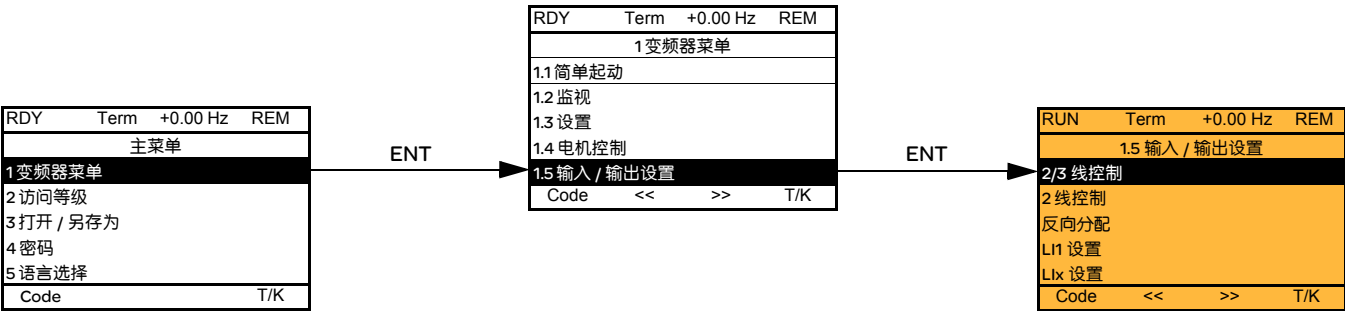 RDY Term +0.00 Hz REM
主菜单
1 变频器菜单
2 访问等级
3 打开 / 另存为
4 密码
5 语言选择
Code T/K
ENT
RDY Term +0.00 Hz REM
1 变频器菜单
1.1 简单起动
1.2 监视
1.3 设置
1.4 电机控制
1.5 输入 / 输出设置
Code << >> T/K
ENT
RUN Term +0.00 Hz REM
1.5 输入 / 输出设置
2/3 线控制
2 线控制
反向分配
LI1 设置
LIx 设置
Code << >> T/K